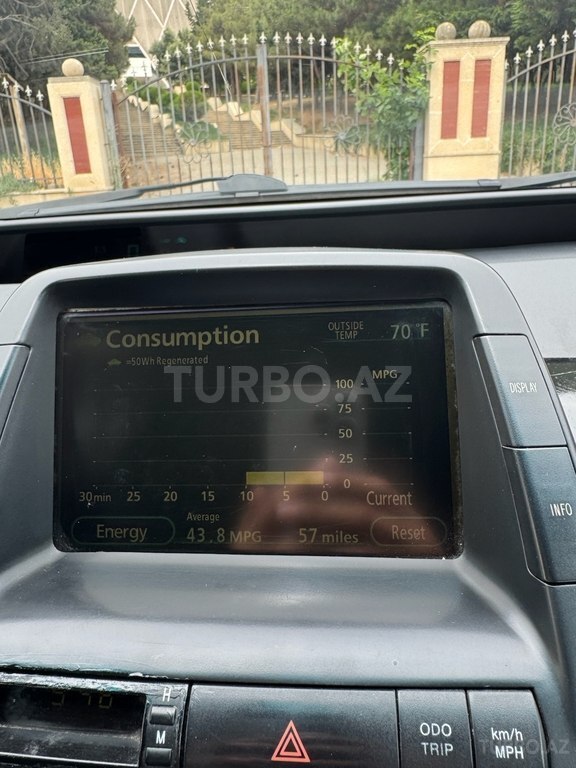 Consumption
OUTSIDE TEMP 70°F
=50Wh Regenerated
MPG
TURBO.AZ
100
75
50
25
0
30min 25 20 15 10 5 0 Current
Energy
Average
43.8 MPG 57 miles
Reset
DISPLAY
INFO
H
M
ODO
TRIP
km/h
MPH
TURBO.AZ